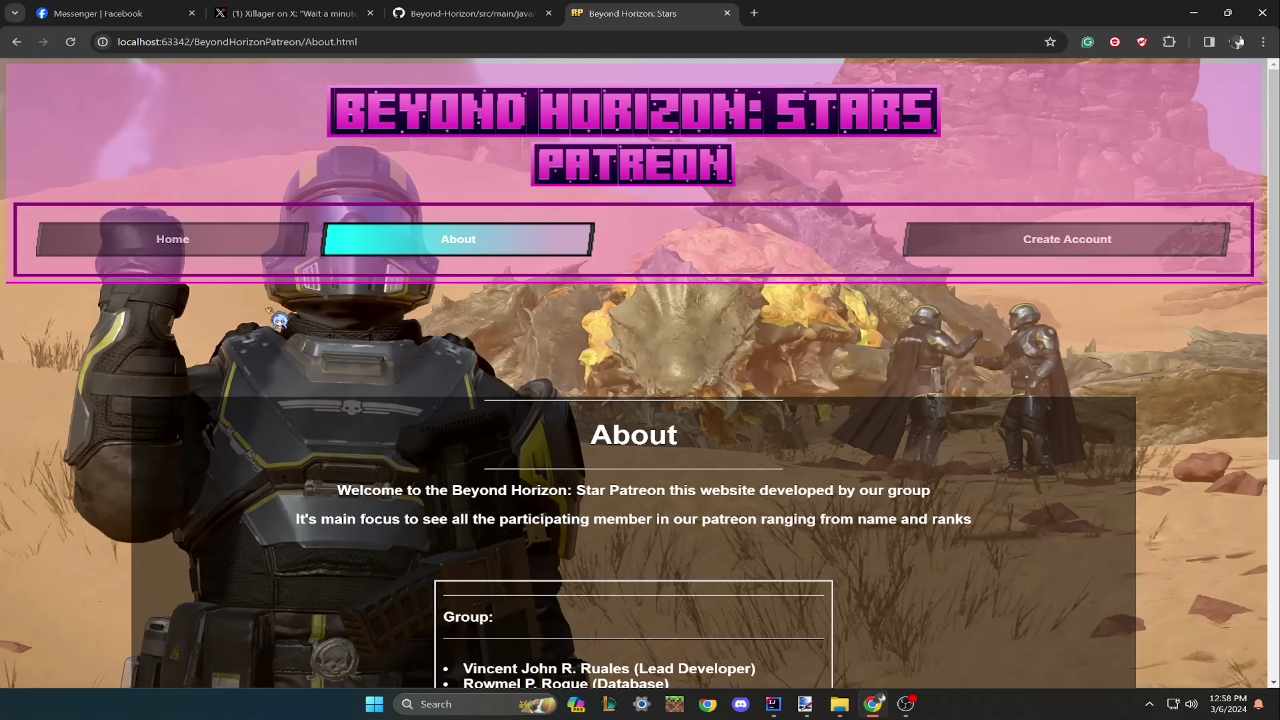 Messenger | Facebook
(1) Xillager on X: "Wait a minut
Beyond-Horizon/src/main/java
RP Beyond Horizon: Stars
localhost:63342/BeyondHorizonPatreon/About.html
BEYOND HORIZON: STARS
PATREON
Home
About
Create Account
About
Welcome to the Beyond Horizon: Star Patreon this website developed by our group
It's main focus to see all the participating member in our patreon ranging from name and ranks
Group:
• Vincent John R. Ruales (Lead Developer)
• Rowmel P. Roque (Database)
Search
12:58 PM
3/6/2024